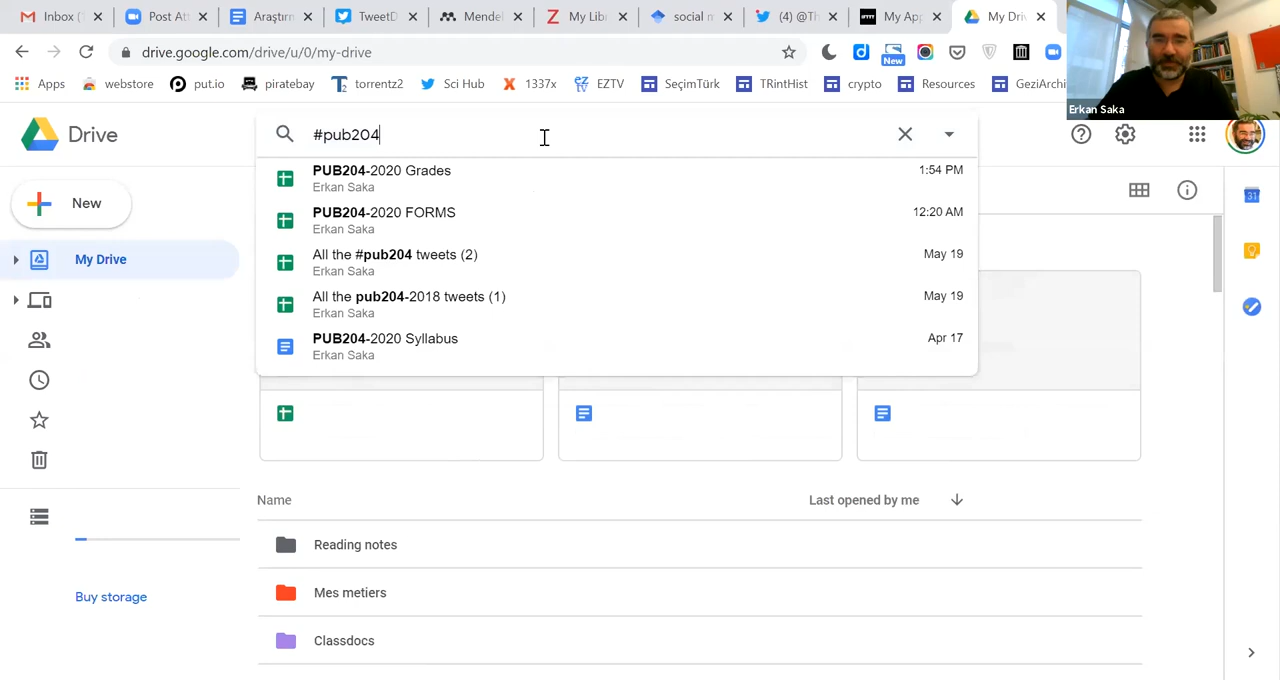 Inbox (
Post At
Araştırm
TweetD
Mendel
My Libr
social m
(4) @Th
My App
My Driv
drive.google.com/drive/u/0/my-drive
New
Apps
webstore
put.io
piratebay
torrentz2
Sci Hub
1337x
EZTV
SeçimTürk
TRintHist
crypto
Resources
GeziArchi
Erkan Saka
Drive
#pub204
New
PUB204-2020 Grades
1:54 PM
Erkan Saka
PUB204-2020 FORMS
12:20 AM
Erkan Saka
All the #pub204 tweets (2)
May 19
Erkan Saka
All the pub204-2018 tweets (1)
May 19
Erkan Saka
PUB204-2020 Syllabus
Apr 17
Erkan Saka
My Drive
Name
Last opened by me
Reading notes
Mes metiers
Classdocs
Buy storage
31